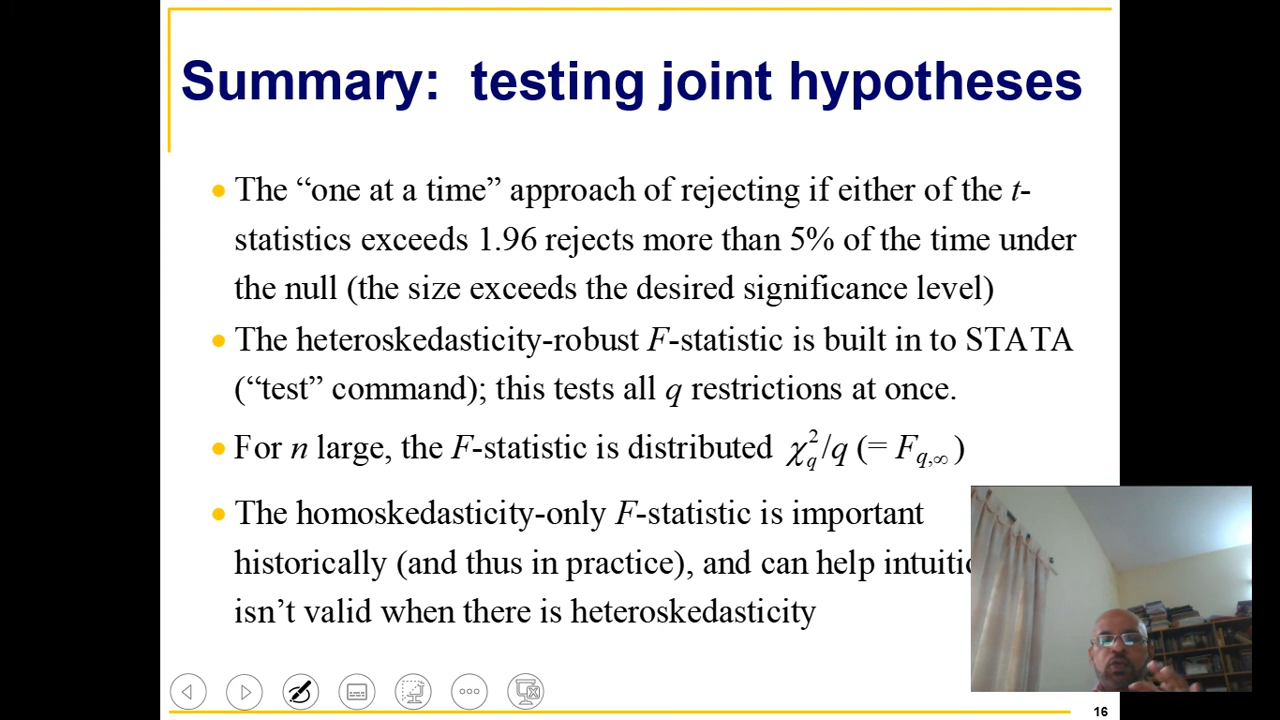 Summary: testing joint hypotheses
• The “one at a time” approach of rejecting if either of the t-
statistics exceeds 1.96 rejects more than 5% of the time under
the null (the size exceeds the desired significance level)
• The heteroskedasticity-robust F-statistic is built in to STATA
(“test” command); this tests all q restrictions at once.
• For n large, the F-statistic is distributed χ²_q/q (= F_q,∞)
• The homoskedasticity-only F-statistic is important
historically (and thus in practice), and can help
isn’t valid when there is heteroskedasticity
16